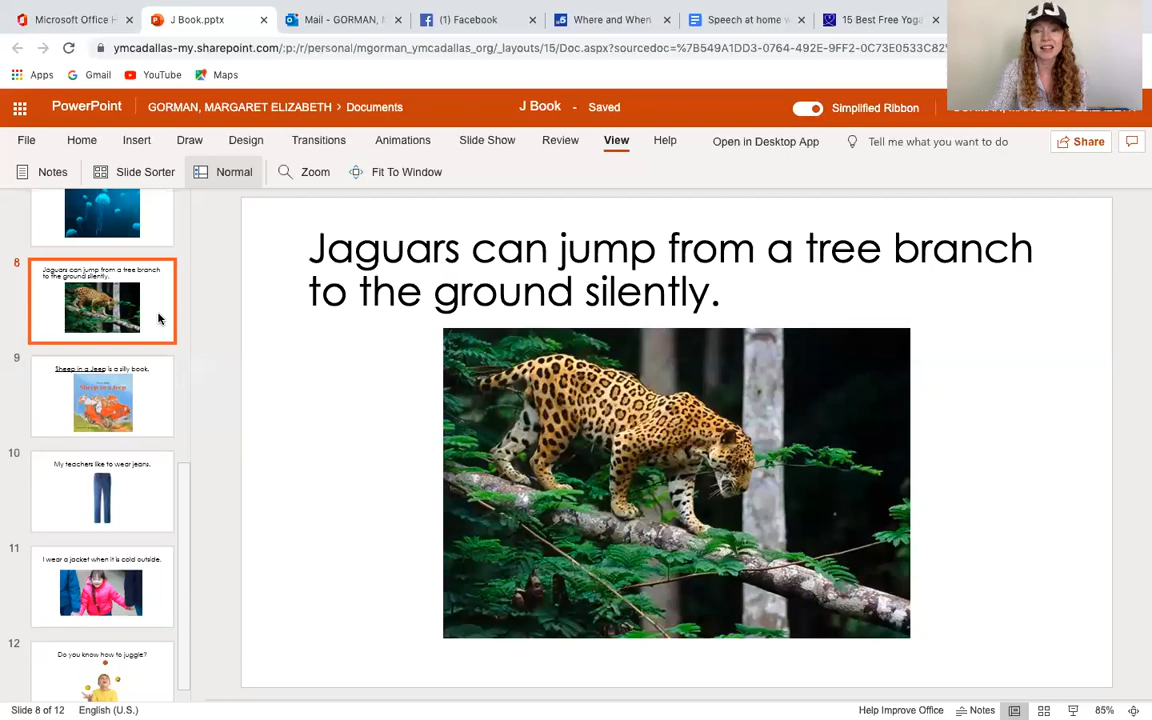 Microsoft Office H
J Book.pptx
Mail - GORMAN, M
(1) Facebook
Where and When
Speech at home w
15 Best Free Yoga
ymcadallas-my.sharepoint.com/:p:/r/personal/mgorman_ymcadallas_org/_layouts/15/Doc.aspx?sourcedoc=%7B549A1DD3-0764-492E-9FF2-0C73E0533C82
Apps
Gmail
YouTube
Maps
PowerPoint
GORMAN, MARGARET ELIZABETH > Documents
J Book - Saved
Simplified Ribbon
File
Home
Insert
Draw
Design
Transitions
Animations
Slide Show
Review
View
Help
Open in Desktop App
Tell me what you want to do
Share
Notes
Slide Sorter
Normal
Zoom
Fit To Window
8
Jaguars can jump from a tree branch
to the ground silently.
9
Sheep in a Jeep is a silly book.
Sheep in a Jeep
10
My teachers like to wear jeans.
11
I wear a jacket when it is cold outside.
12
Do you know how to juggle?
Jaguars can jump from a tree branch
to the ground silently.
Slide 8 of 12
English (U.S.)
Help Improve Office
Notes
85%